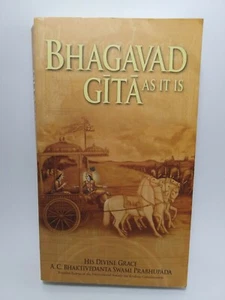 BHAGAVAD
GĪTĀ AS IT IS
HIS DIVINE GRACE
A.C. BHAKTIVEDANTA SWAMI PRABHUPĀDA